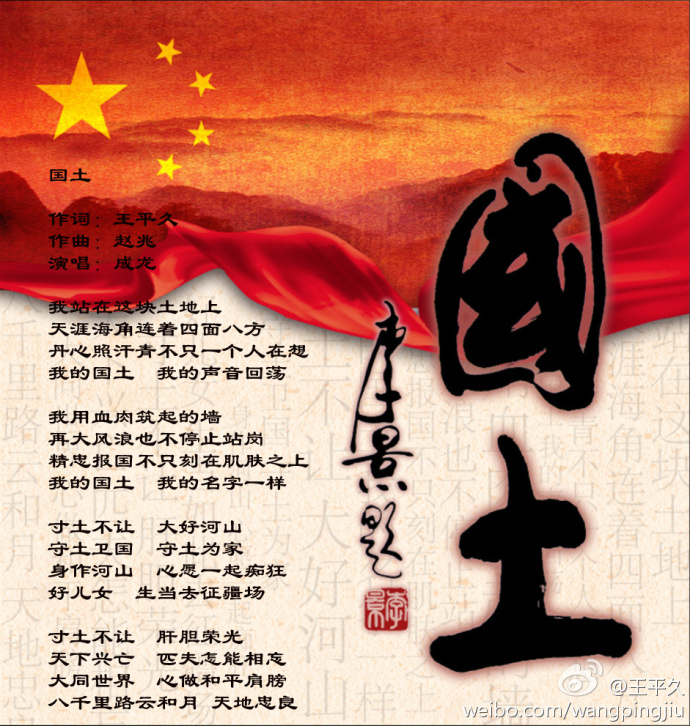 国土
作词：王平久
作曲：赵兆
演唱：成龙
我站在这块土地上
天涯海角连着四面八方
丹心照汗青不只一个人在想
我的国土 我的声音回荡
我用血肉筑起的墙
再大风浪也不停止站岗
精忠报国不只刻在肌肤之上
我的国土 我的名字一样
寸土不让 大好河山
守土卫国 守土为家
身作河山 心愿一起痴狂
好儿女 生当去征疆场
寸土不让 肝胆荣光
天下兴亡 匹夫怎能相忘
大同世界 心做和平肩膀
八千里路云和月 天地忠良
国土
李景题
@王平久
weibo.com/wangpingjiu